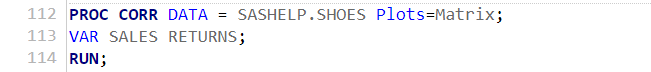 112 PROC CORR DATA = SASHELP.SHOES Plots=Matrix;
113 VAR SALES RETURNS;
114 RUN;